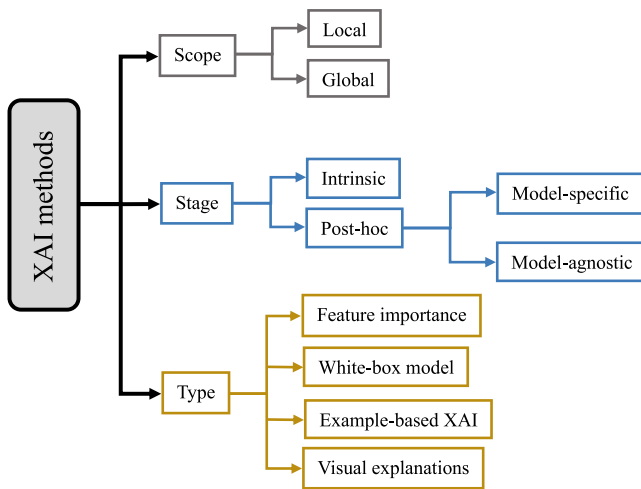 XAI methods
Scope
Local
Global
Stage
Intrinsic
Post-hoc
Model-specific
Model-agnostic
Type
Feature importance
White-box model
Example-based XAI
Visual explanations